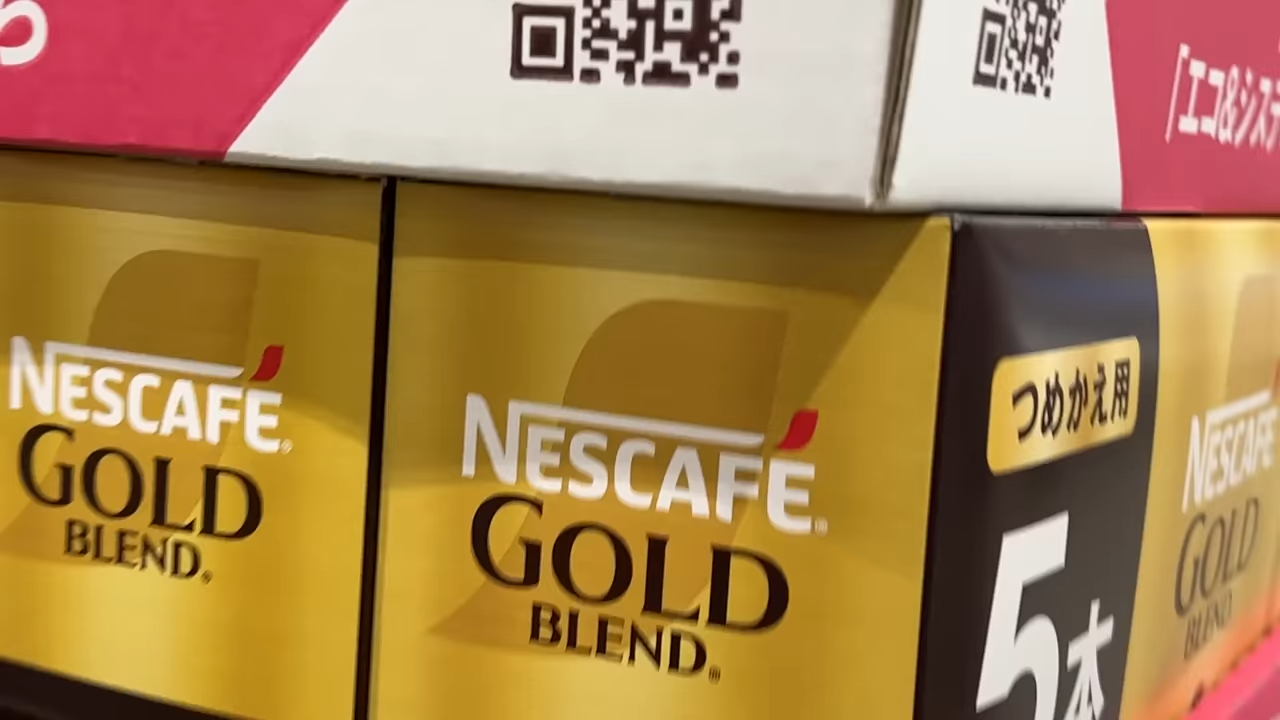 「エコ&システ
NESCAFÉ
GOLD
BLEND®
NESCAFÉ
GOLD
BLEND®
つめかえ用
5本
NESCAFÉ
GOLD
BLEND